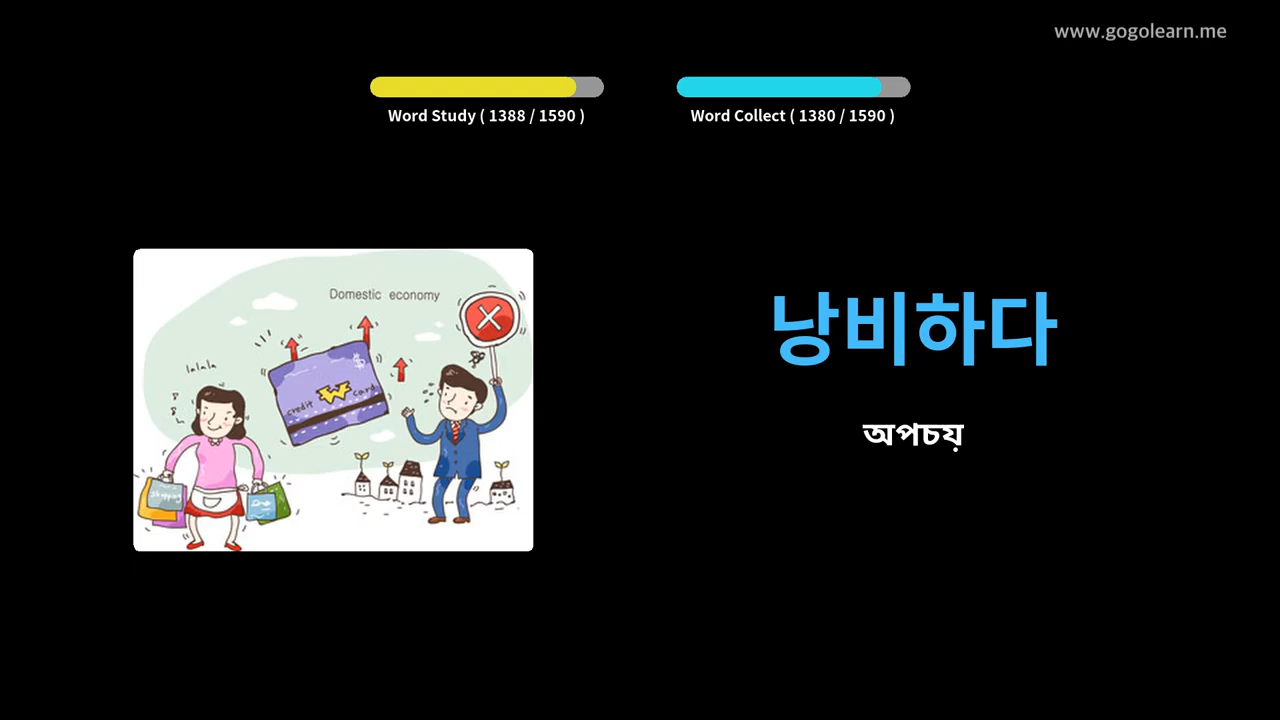 www.gogolearn.me
Word Study ( 1388 / 1590 )
Word Collect ( 1380 / 1590 )
Domestic economy
lalala
$
W
credit card
Shopping
낭비하다
অপচয়